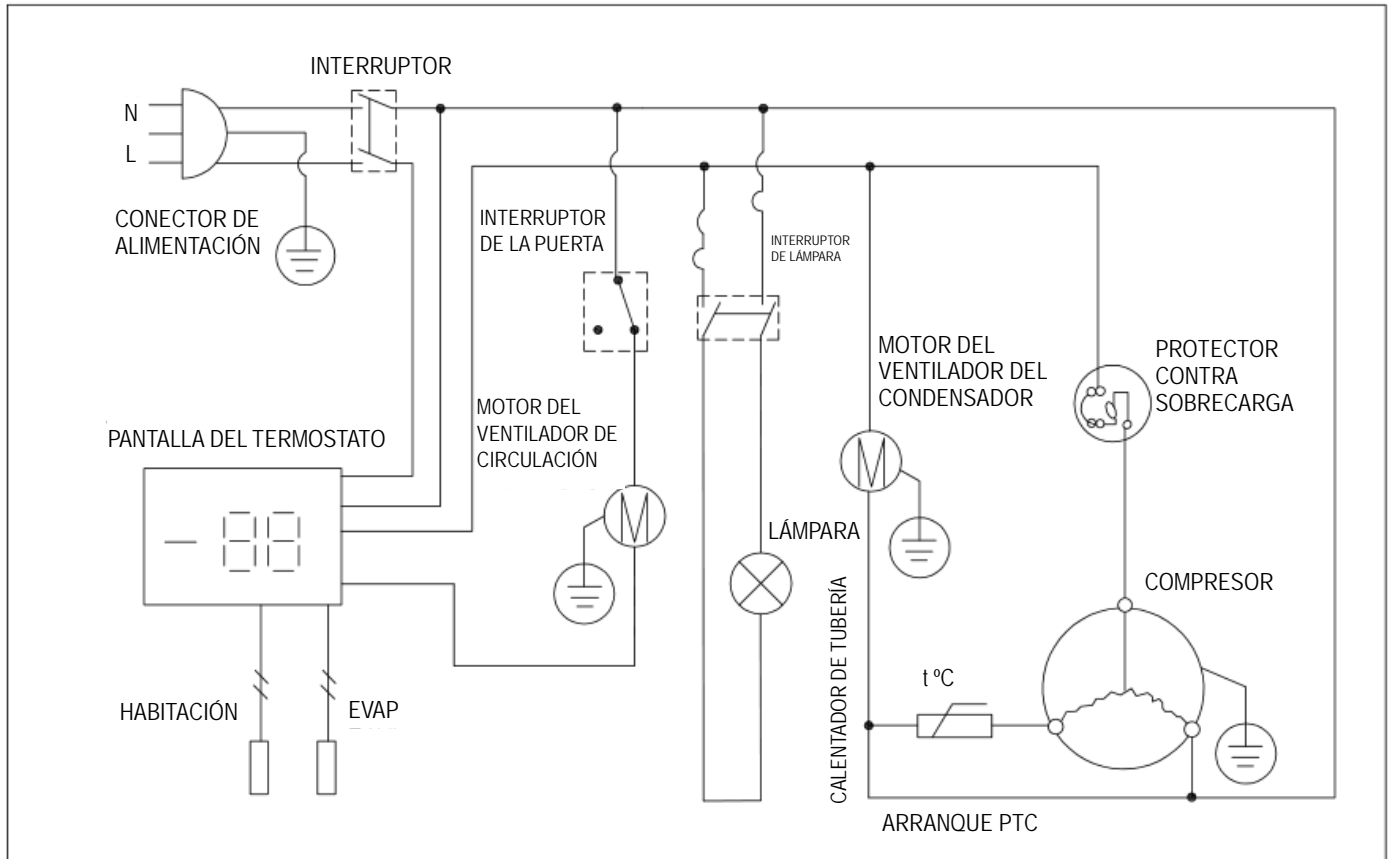 INTERRUPTOR
N
L
CONECTOR DE
ALIMENTACIÓN
INTERRUPTOR
DE LA PUERTA
INTERRUPTOR
DE LÁMPARA
MOTOR DEL
VENTILADOR DEL
CONDENSADOR
PROTECTOR
CONTRA
SOBRECARGA
PANTALLA DEL TERMOSTATO
MOTOR DEL
VENTILADOR DE
CIRCULACIÓN
M
M
LÁMPARA
COMPRESOR
CALENTADOR DE TUBERÍA
t ºC
HABITACIÓN
EVAP
ARRANQUE PTC